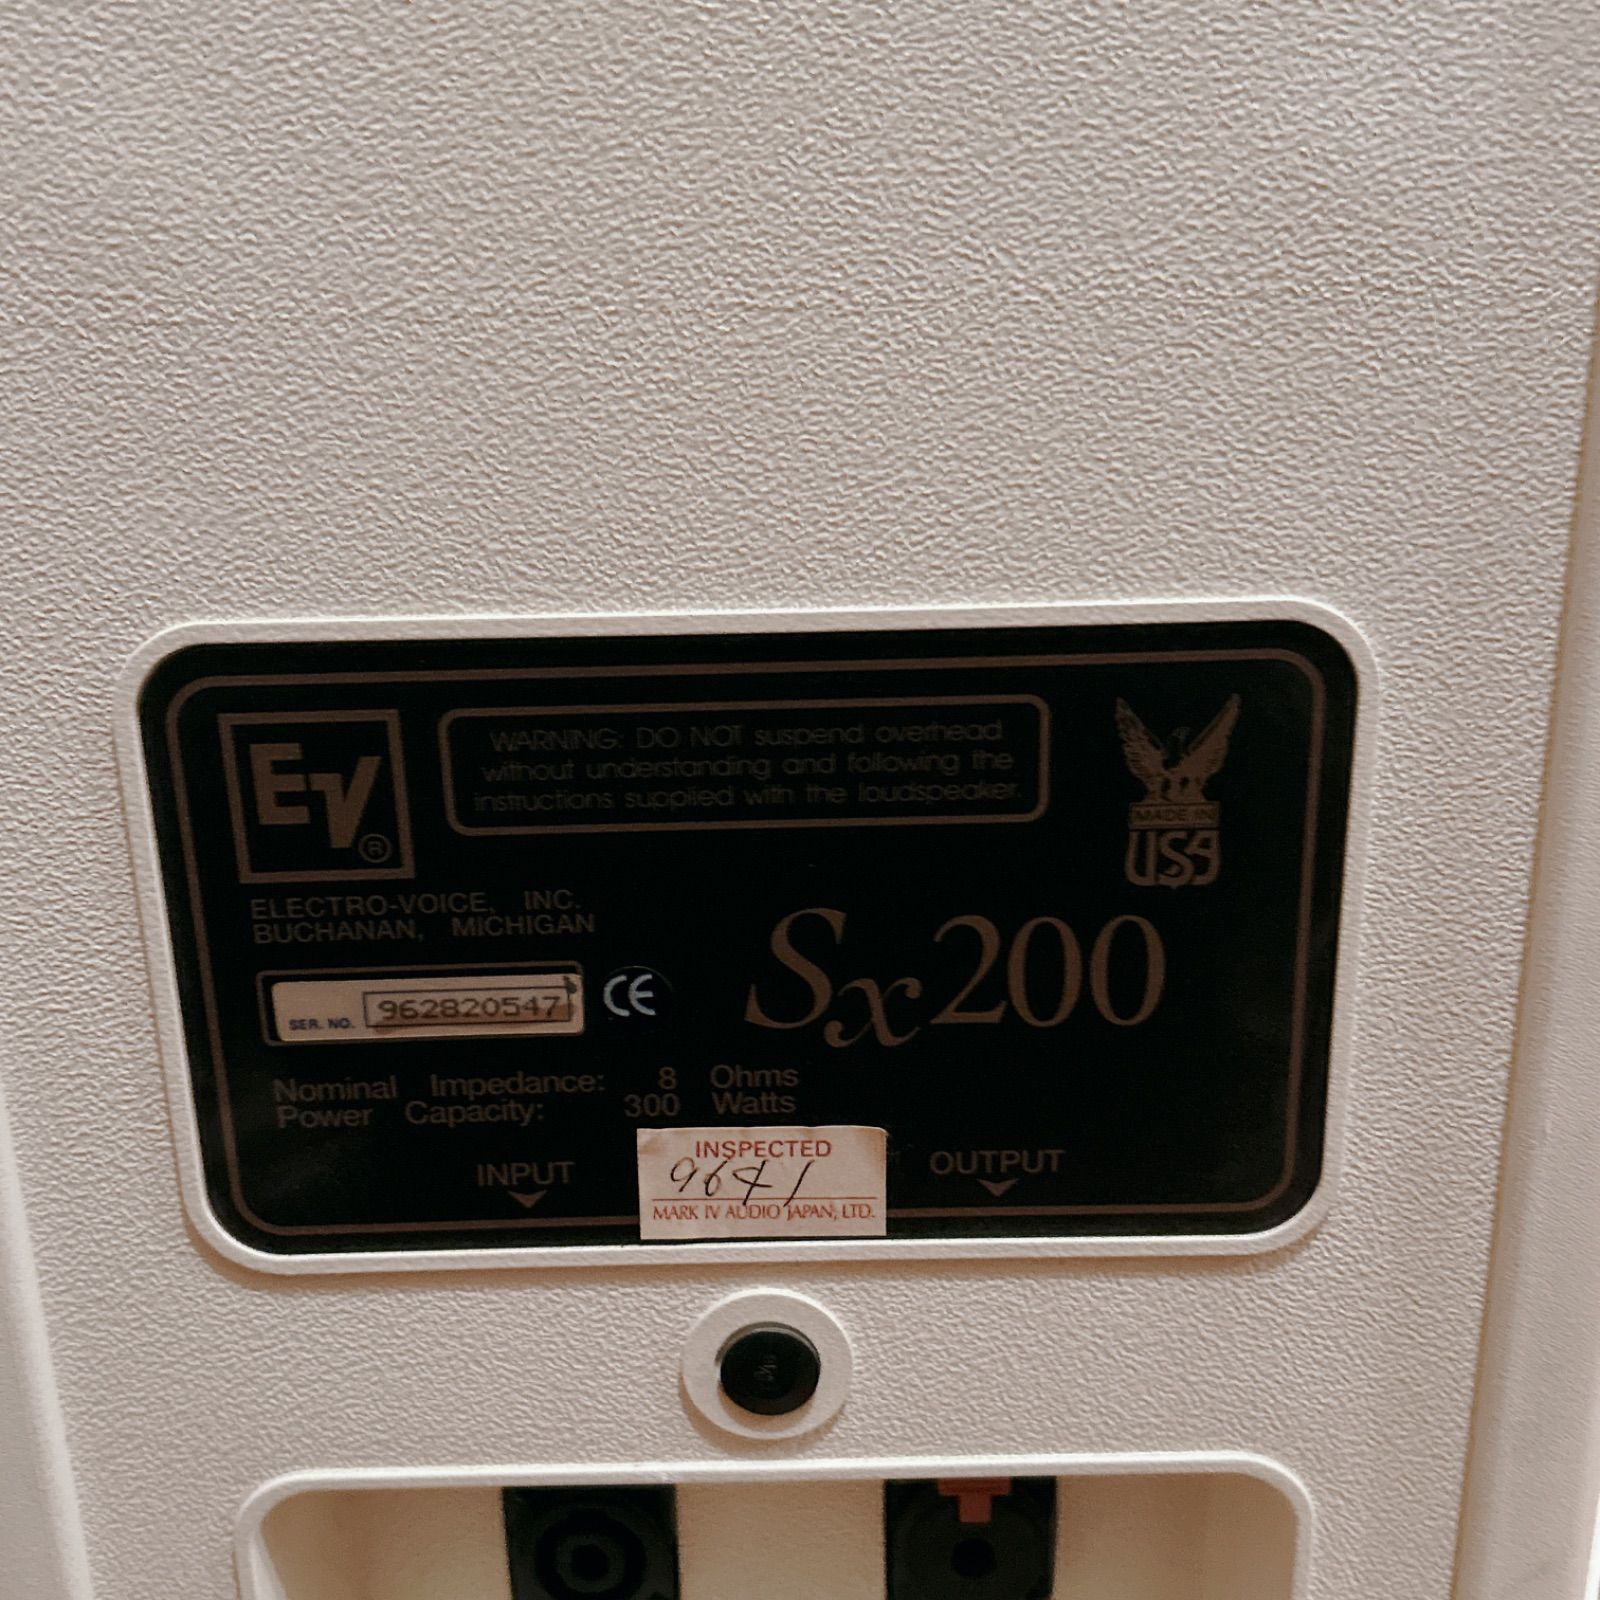 EV®
WARNING: DO NOT suspend overhead
without understanding and following the
instructions supplied with the loudspeaker.
MADE IN
USA
ELECTRO-VOICE, INC.
BUCHANAN, MICHIGAN
Sx200
SER. NO. 962820547
CE
Nominal Impedance: 8 Ohms
Power Capacity: 300 Watts
INPUT
INSPECTED
MARK IV AUDIO JAPAN, LTD.
OUTPUT